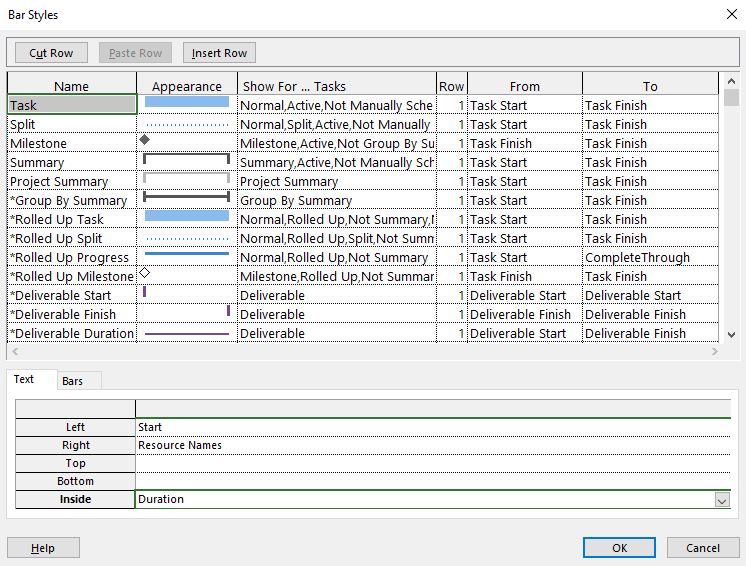 Bar Styles
Cut Row Paste Row Insert Row
Name Appearance Show For ... Tasks Row From To
Task Normal,Active,Not Manually Sche 1 Task Start Task Finish
Split Normal,Split,Active,Not Manually 1 Task Start Task Finish
Milestone Milestone,Active,Not Group By Su 1 Task Finish Task Finish
Summary Summary,Active,Not Manually Sch 1 Task Start Task Finish
Project Summary Project Summary 1 Task Start Task Finish
*Group By Summary Group By Summary 1 Task Start Task Finish
*Rolled Up Task Normal,Rolled Up,Not Summary,N 1 Task Start Task Finish
*Rolled Up Split Normal,Rolled Up,Split,Not Summ 1 Task Start Task Finish
*Rolled Up Progress Normal,Rolled Up,Not Summary 1 Task Start CompleteThrough
*Rolled Up Milestone Milestone,Rolled Up,Not Summar 1 Task Finish Task Finish
*Deliverable Start Deliverable 1 Deliverable Start Deliverable Start
*Deliverable Finish Deliverable 1 Deliverable Finish Deliverable Finish
*Deliverable Duration Deliverable 1 Deliverable Start Deliverable Finish
Text Bars
Left Start
Right Resource Names
Top
Bottom
Inside Duration
Help OK Cancel